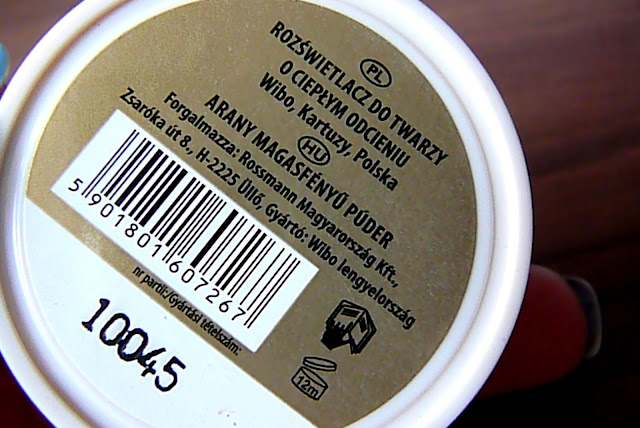 PL
ROZŚWIETLACZ DO TWARZY
O CIEPŁYM ODCIENIU
Wibo, Kartuzy, Polska
HU
ARANY MAGASFÉNYŰ PÚDER
Forgalmazza: Rossmann Magyarország Kft.,
Zsaróka út 8., H-2225 Üllő, Gyártó: Wibo lengyelország
5 901801 607267
nr partii:/Gyártási tételszám:
10045
12m